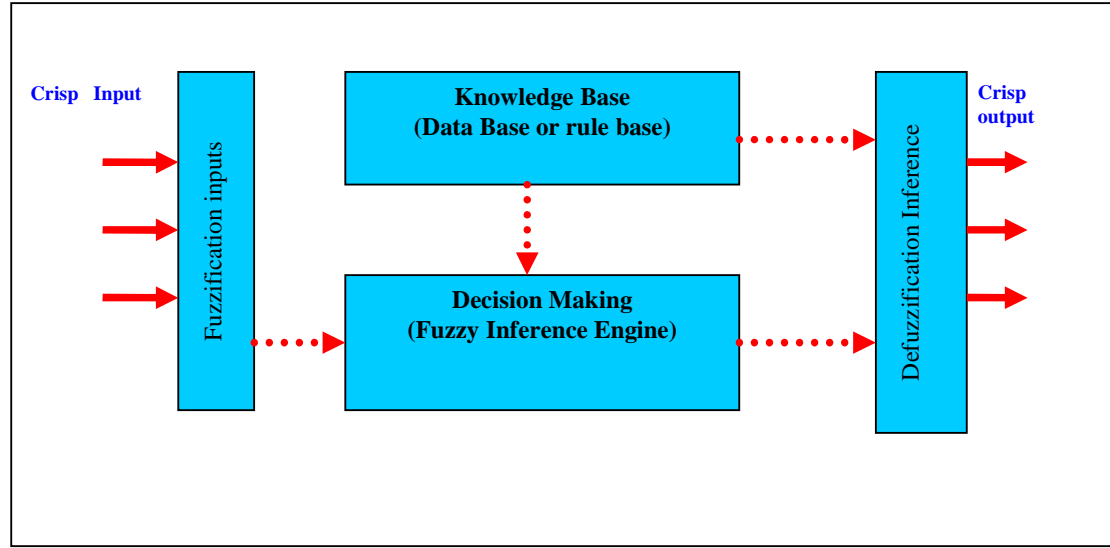 Crisp Input
Fuzzification inputs
Knowledge Base
(Data Base or rule base)
Decision Making
(Fuzzy Inference Engine)
Defuzzification Inference
Crisp
output